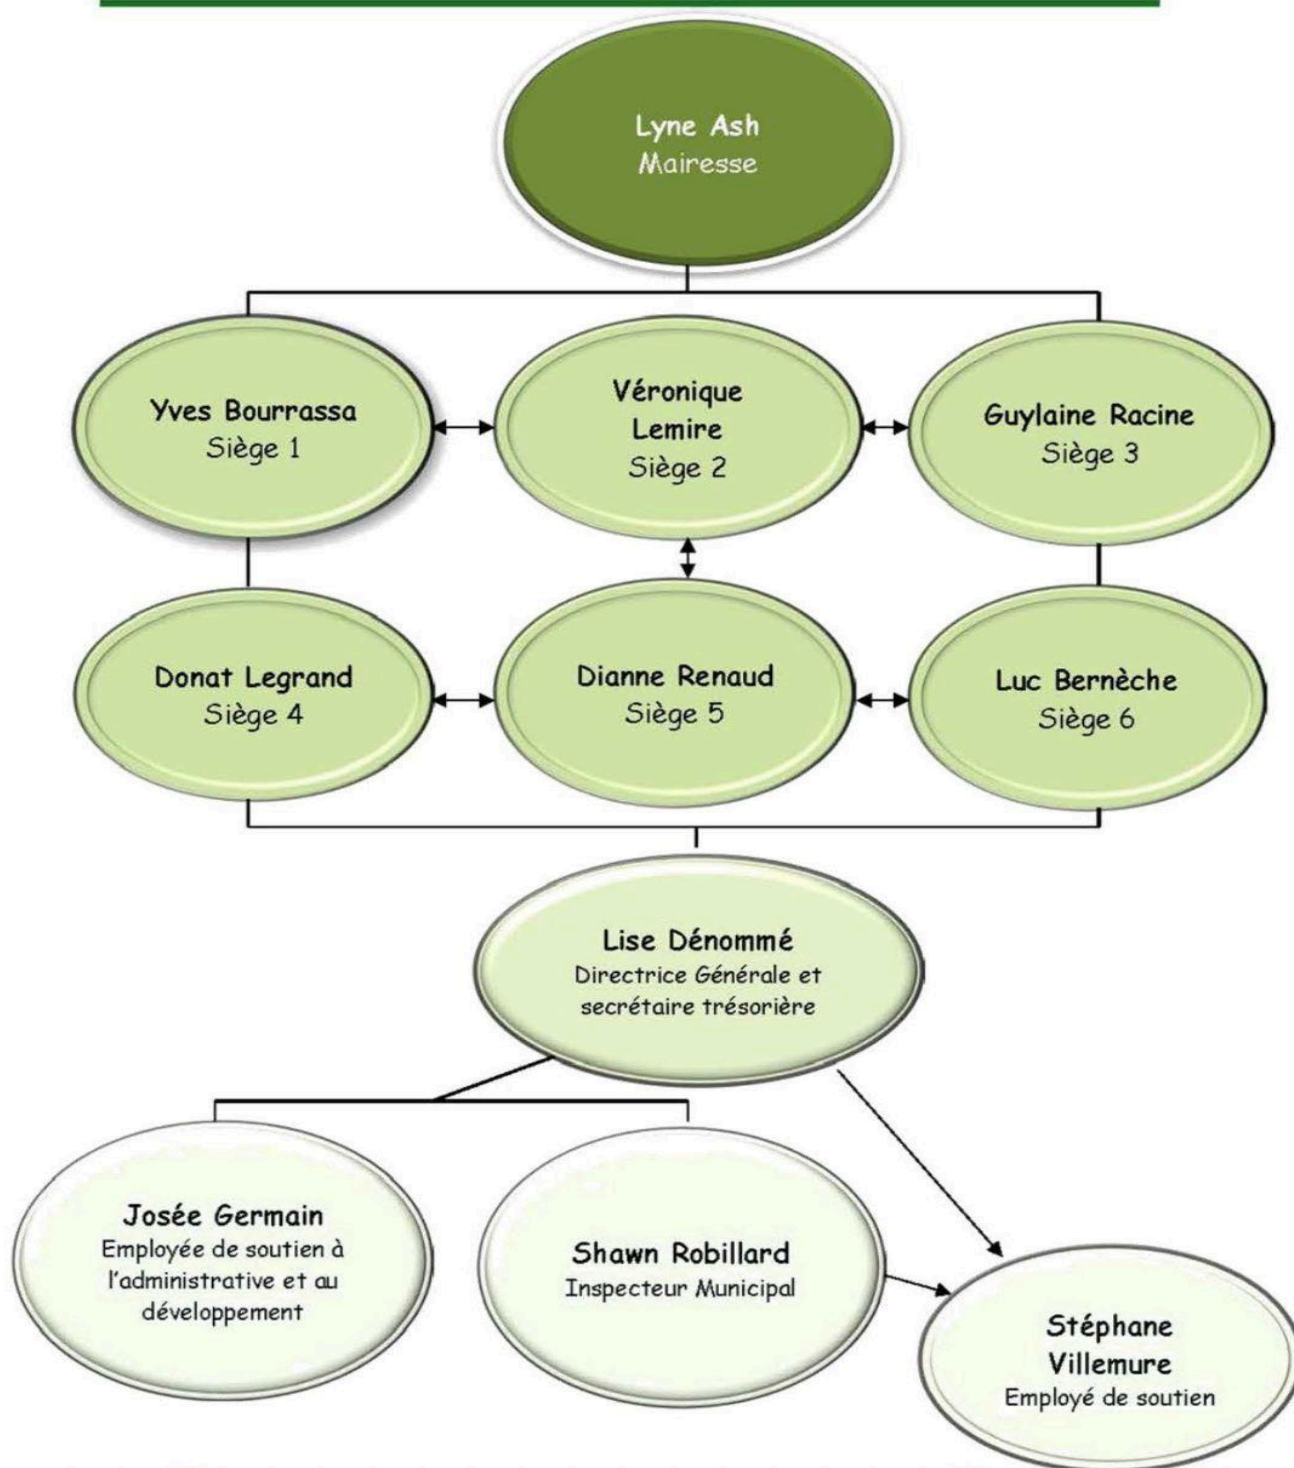 Lyne Ash
Mairesse
Yves Bourrassa
Siège 1
Véronique
Lemire
Siège 2
Guylaine Racine
Siège 3
Donat Legrand
Siège 4
Dianne Renaud
Siège 5
Luc Bernèche
Siège 6
Lise Dénommé
Directrice Générale et
secrétaire trésorière
Josée Germain
Employée de soutien à
l'administrative et au
développement
Shawn Robillard
Inspecteur Municipal
Stéphane
Villemure
Employé de soutien